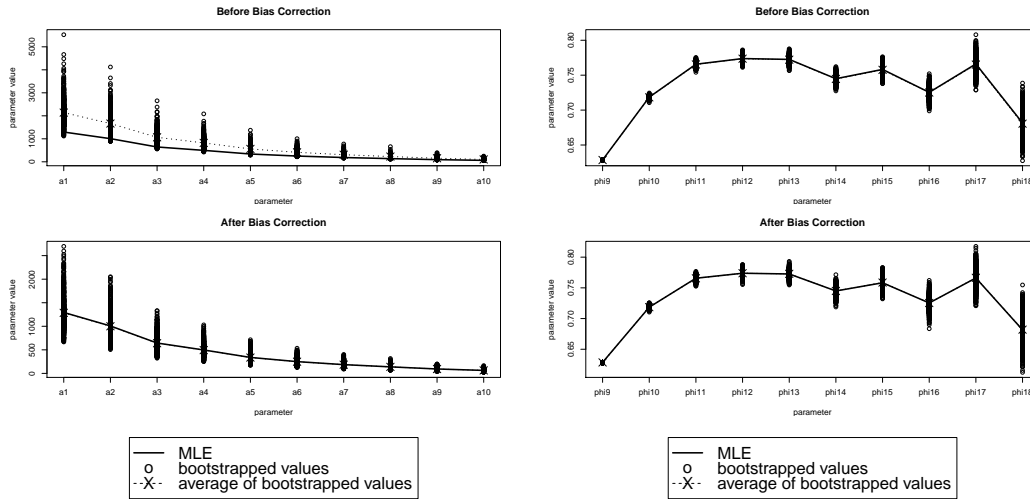 Before Bias Correction
parameter value
5000
3000
1000
0
a1 a2 a3 a4 a5 a6 a7 a8 a9 a10
parameter
After Bias Correction
parameter value
2000
1000
500
0
a1 a2 a3 a4 a5 a6 a7 a8 a9 a10
parameter
MLE
o bootstrapped values
X average of bootstrapped values
Before Bias Correction
parameter value
0.80
0.75
0.70
0.65
phi9 phi10 phi11 phi12 phi13 phi14 phi15 phi16 phi17 phi18
parameter
After Bias Correction
parameter value
0.80
0.75
0.70
0.65
phi9 phi10 phi11 phi12 phi13 phi14 phi15 phi16 phi17 phi18
parameter
MLE
o bootstrapped values
X average of bootstrapped values